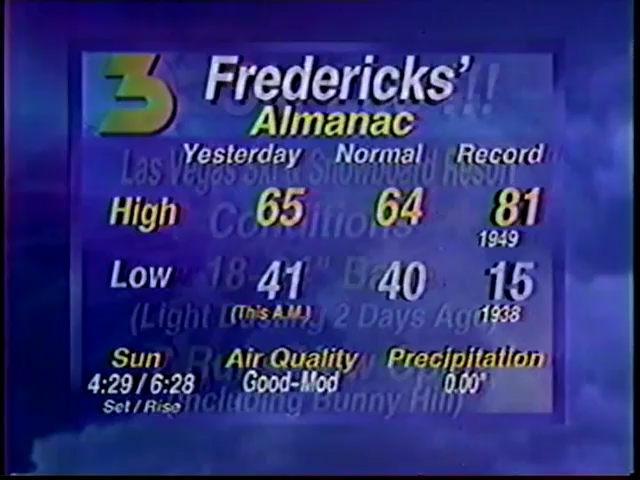 3
Fredericks'
!!!
Almanac
Yesterday Normal Record
Las Vegas Ski & Snowboard Resort
High 65 64 81
Conditions
1949
Low 41 40 15
18- " Ba
(This A.M.) 1938
(Light Dusting 2 Days Ago)
Sun Air Quality Precipitation
4:29 / 6:28 Good-Mod 0.00"
Set / Rise
(Including Bunny Hill)